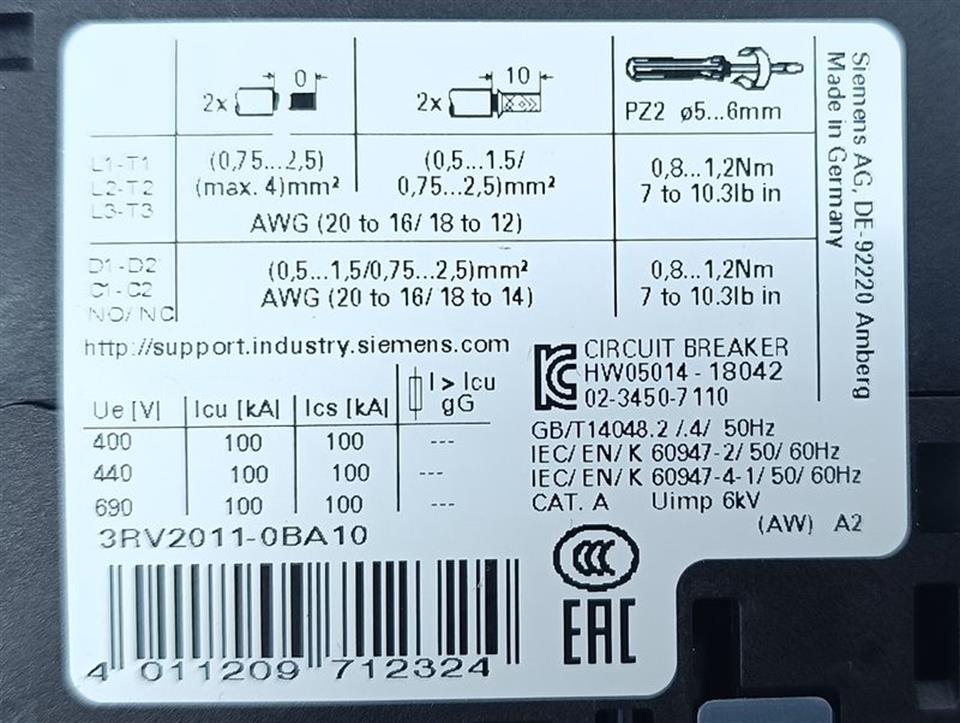 0
2x
10
2x
PZ2 ø5...6mm
L1-T1
L2-T2
L3-T3
(0,75...2,5)
(max. 4)mm²
(0,5...1.5/
0,75...2,5)mm²
AWG (20 to 16/ 18 to 12)
0,8...1,2Nm
7 to 10.3lb in
D1-D2
C1-C2
NO/ NC
(0,5...1,5/0,75...2,5)mm²
AWG (20 to 16/ 18 to 14)
0,8...1,2Nm
7 to 10.3lb in
http://support.industry.siemens.com
Ue [V] Icu [kA] Ics [kA] I > Icu
gG
400 100 100 ---
440 100 100 ---
690 100 100 ---
3RV2011-0BA10
4 011209 712324
CIRCUIT BREAKER
HW05014-18042
02-3450-7110
GB/T14048.2 /.4/ 50Hz
IEC/ EN/ K 60947-2/ 50/ 60Hz
IEC/ EN/ K 60947-4-1/ 50/ 60Hz
CAT. A Uimp 6kV
(AW) A2
CCC
EAC
Siemens AG, DE-92220 Amberg
Made in Germany